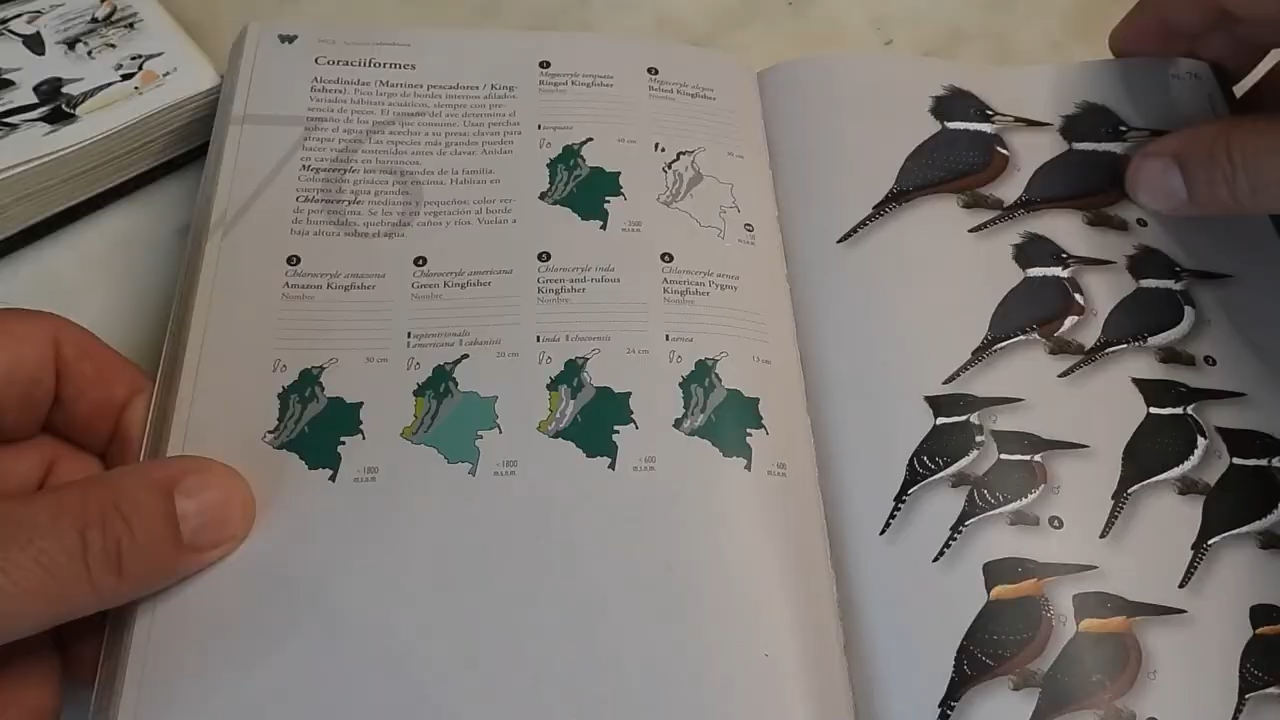 Coraciiformes
Alcedinidae (Martines pescadores / King-
fishers). Pico largo de bordes internos afilados.
Variados hábitats acuáticos, siempre con pre-
sencia de peces. El tamaño del ave determina el
tamaño de los peces que consume. Usan perchas
sobre el agua para acechar a su presa; clavan para
atrapar peces. Las especies más grandes pueden
hacer vuelos sostenidos antes de clavar. Anidan
en cavidades en barrancos.
Megaceryle: los más grandes de la familia.
Coloración grisácea por encima. Habitan en
cuerpos de agua grandes.
Chloroceryle: medianos y pequeños; color ver-
de por encima. Se les ve en vegetación al borde
de humedales, quebradas, caños y ríos. Vuelan a
baja altura sobre el agua.
1
Megaceryle torquata
Ringed Kingfisher
Nombre
torquata
40 cm
<3500
m.s.n.m.
2
Megaceryle alcyon
Belted Kingfisher
Nombre
m.s.n.m.
3
Chloroceryle amazona
Amazon Kingfisher
Nombre
30 cm
<1800
m.s.n.m.
4
Chloroceryle americana
Green Kingfisher
Nombre
septentrionalis
americana cabanisii
20 cm
<1800
m.s.n.m.
5
Chloroceryle inda
Green-and-rufous
Kingfisher
Nombre
inda chocoensis
24 cm
<600
m.s.n.m.
6
Chloroceryle aenea
American Pygmy
Kingfisher
Nombre
aenea
13 cm
<600
m.s.n.m.
1
♀
2
♀
♂
4
♀
♀
♂